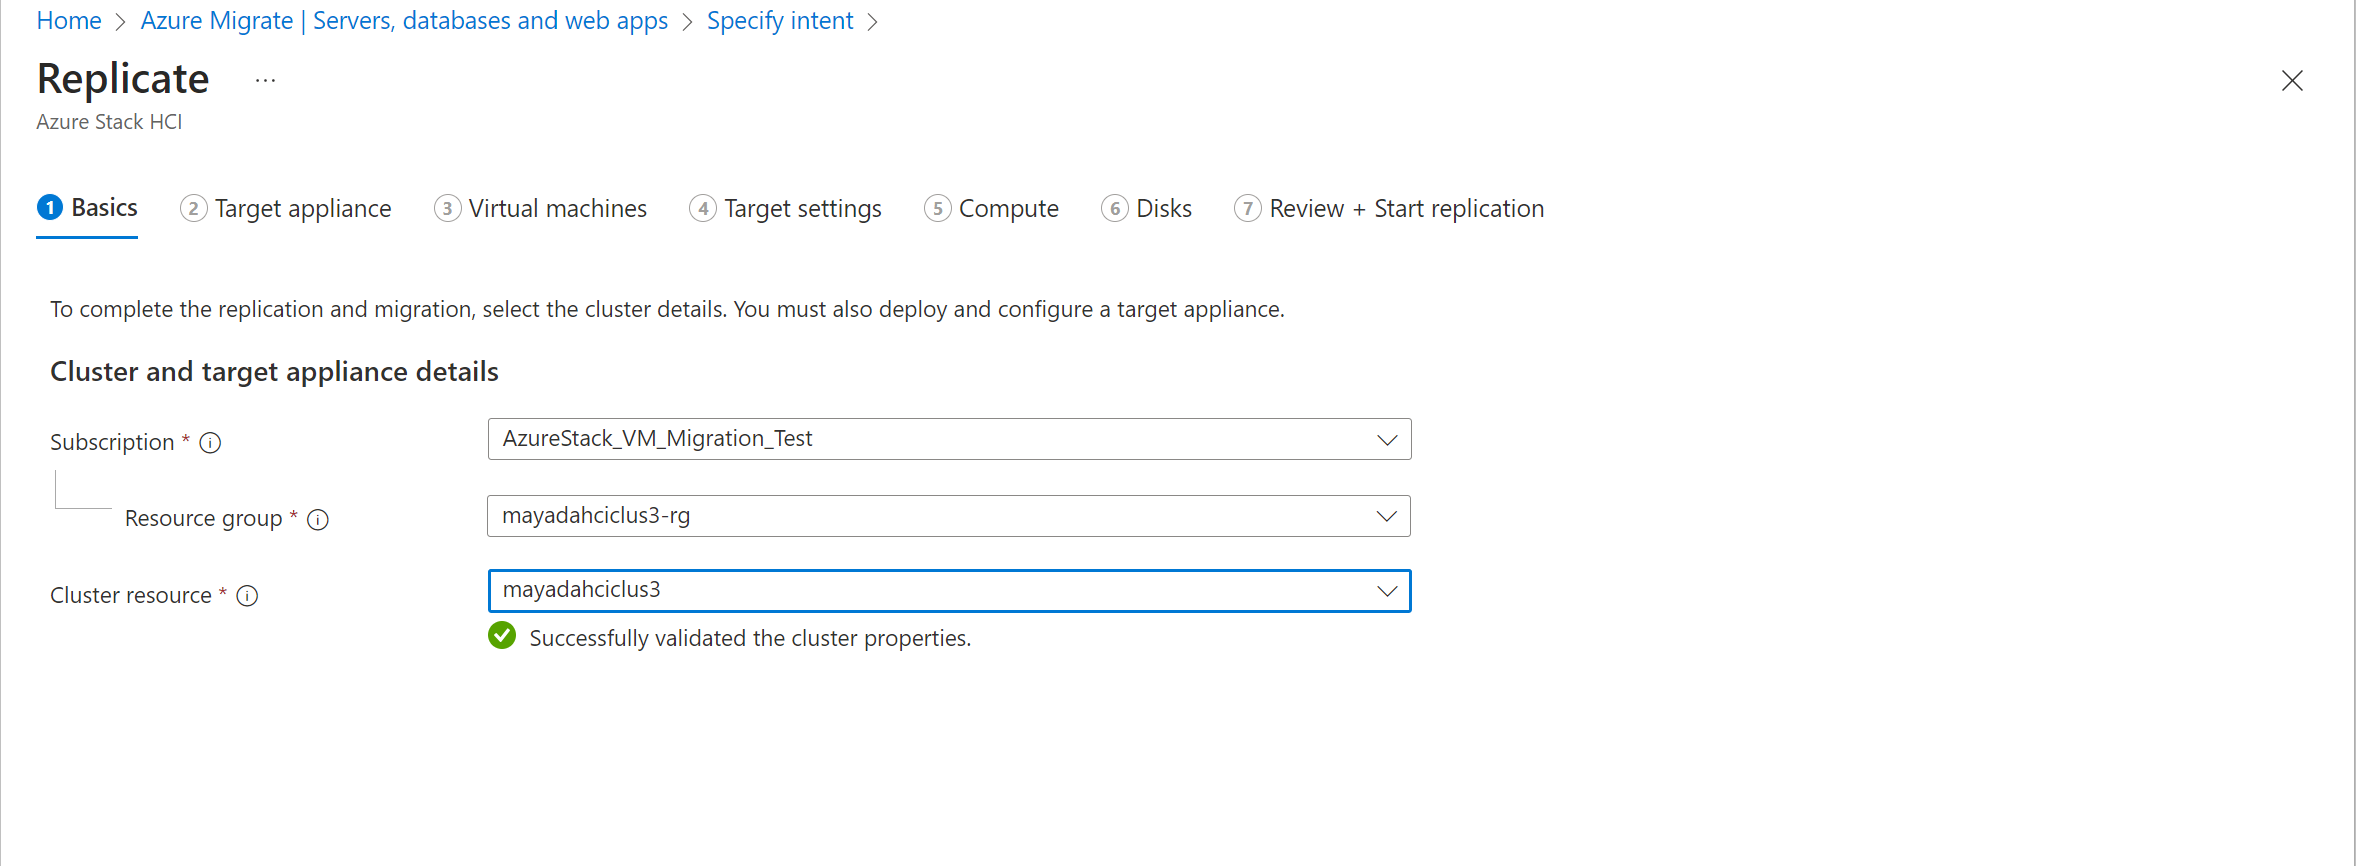 Home > Azure Migrate | Servers, databases and web apps > Specify intent >
Replicate ...
Azure Stack HCI
1 Basics 2 Target appliance 3 Virtual machines 4 Target settings 5 Compute 6 Disks 7 Review + Start replication
To complete the replication and migration, select the cluster details. You must also deploy and configure a target appliance.
Cluster and target appliance details
Subscription * AzureStack_VM_Migration_Test
Resource group * mayadahciclus3-rg
Cluster resource * mayadahciclus3
Successfully validated the cluster properties.